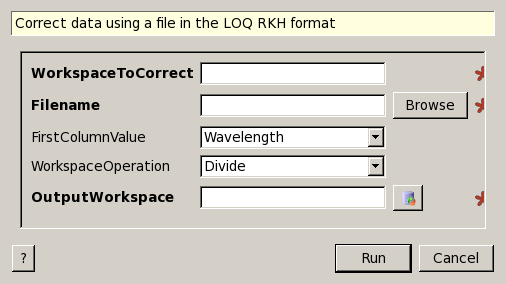 Correct data using a file in the LOQ RKH format
WorkspaceToCorrect
Filename Browse
FirstColumnValue Wavelength
WorkspaceOperation Divide
OutputWorkspace
? Run Cancel